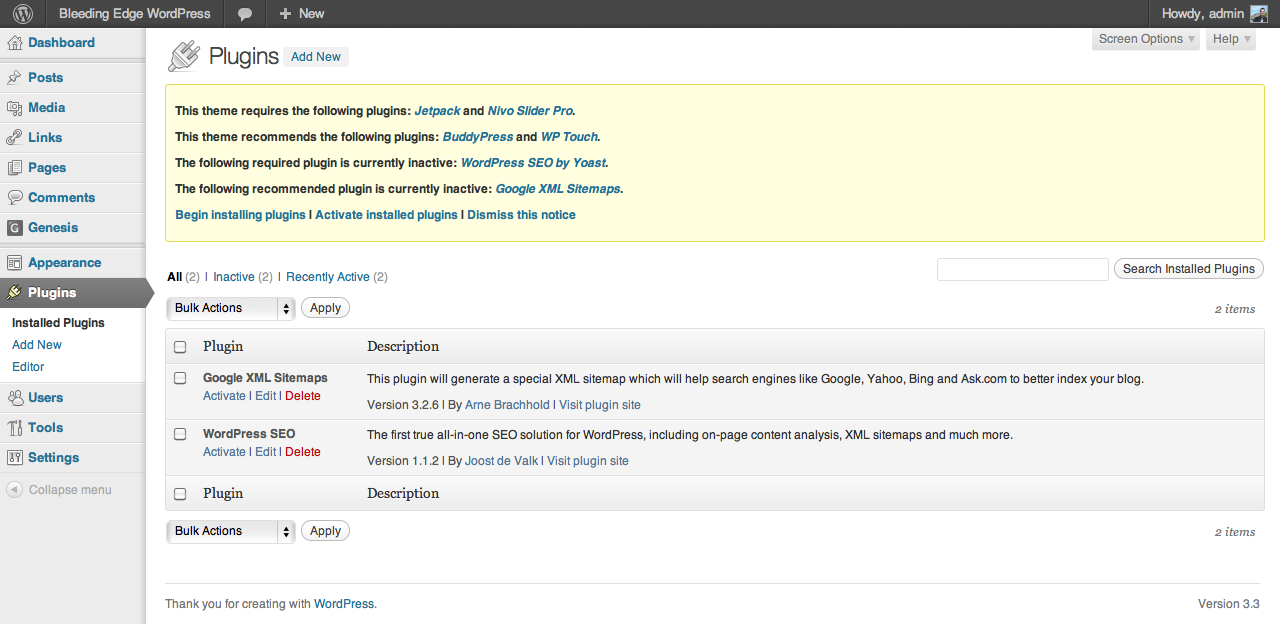 Bleeding Edge WordPress
New
Howdy, admin
Dashboard
Posts
Media
Links
Pages
Comments
Genesis
Appearance
Plugins
Installed Plugins
Add New
Editor
Users
Tools
Settings
Collapse menu
Screen Options
Help
Plugins Add New
This theme requires the following plugins: Jetpack and Nivo Slider Pro.
This theme recommends the following plugins: BuddyPress and WP Touch.
The following required plugin is currently inactive: WordPress SEO by Yoast.
The following recommended plugin is currently inactive: Google XML Sitemaps.
Begin installing plugins | Activate installed plugins | Dismiss this notice
All (2) | Inactive (2) | Recently Active (2)
Search Installed Plugins
Bulk Actions Apply
2 items
Plugin Description
Google XML Sitemaps This plugin will generate a special XML sitemap which will help search engines like Google, Yahoo, Bing and Ask.com to better index your blog.
Activate | Edit | Delete
Version 3.2.6 | By Arne Brachhold | Visit plugin site
WordPress SEO The first true all-in-one SEO solution for WordPress, including on-page content analysis, XML sitemaps and much more.
Activate | Edit | Delete
Version 1.1.2 | By Joost de Valk | Visit plugin site
Plugin Description
Bulk Actions Apply
2 items
Thank you for creating with WordPress.
Version 3.3